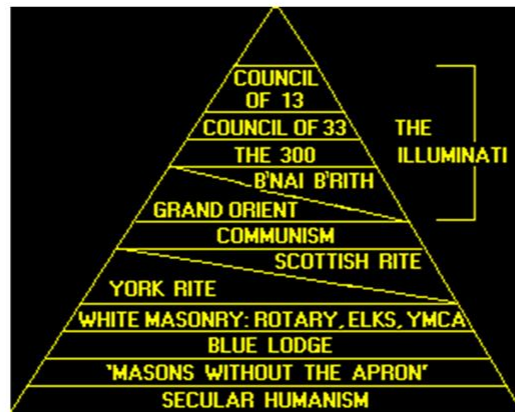 COUNCIL
OF 13
COUNCIL OF 33
THE 300
THE
ILLUMINATI
B'NAI B'RITH
GRAND ORIENT
COMMUNISM
SCOTTISH RITE
YORK RITE
WHITE MASONRY: ROTARY, ELKS, YMCA
BLUE LODGE
'MASONS WITHOUT THE APRON'
SECULAR HUMANISM